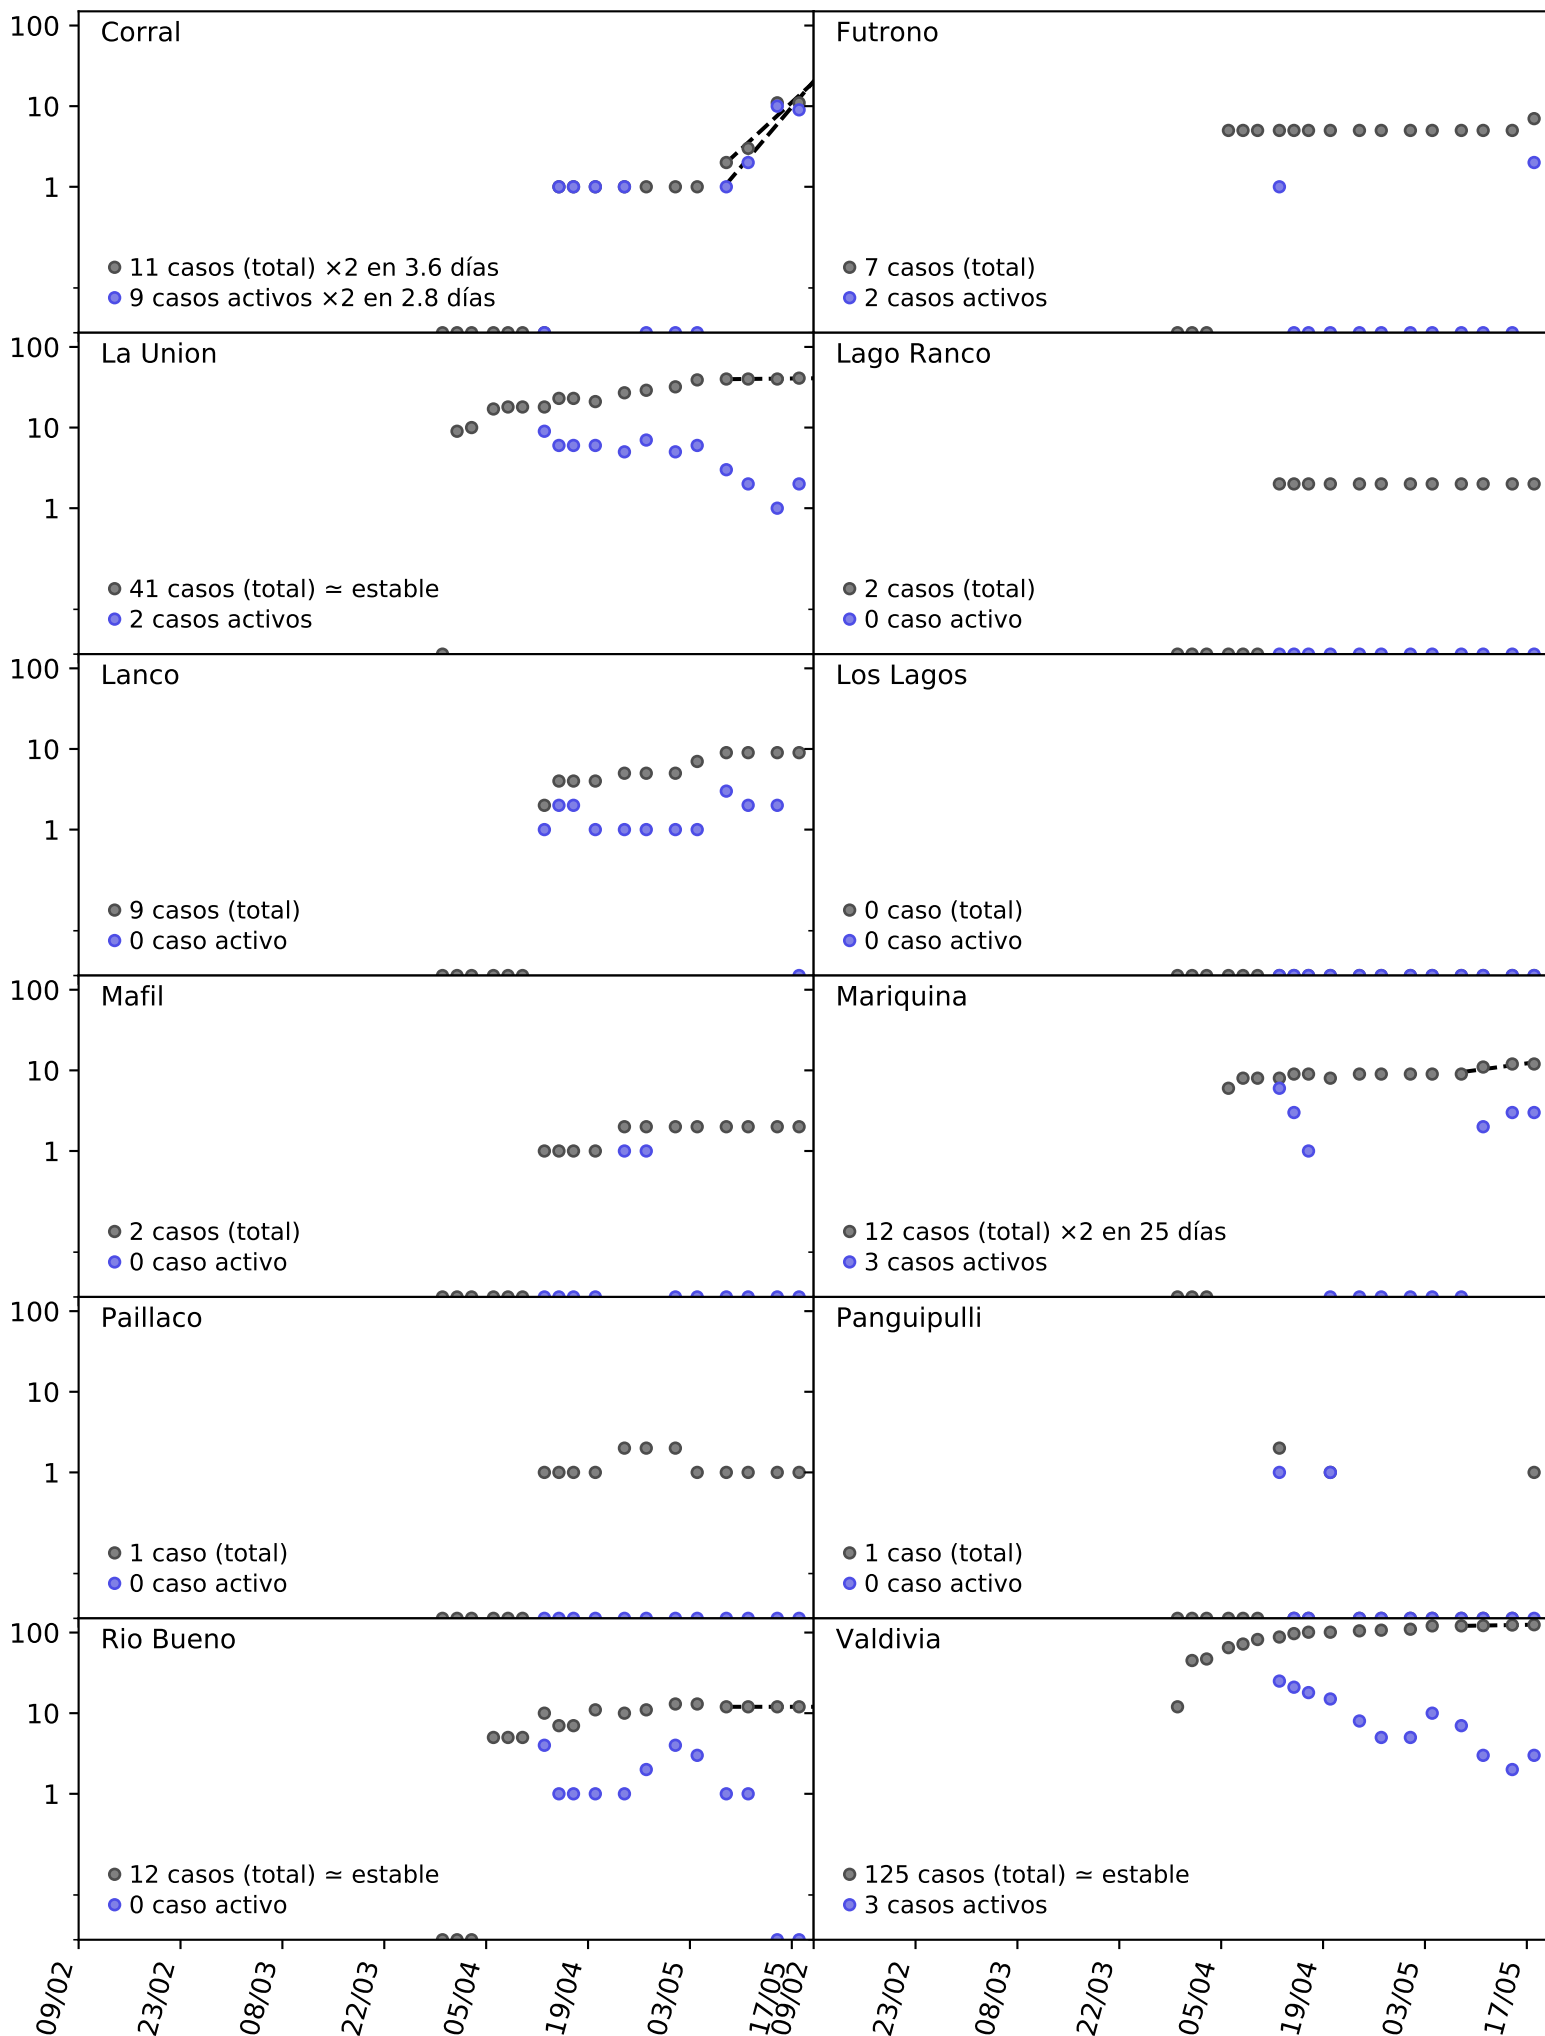 100
Corral
Futrono
10
1
11 casos (total) ×2 en 3.6 días
7 casos (total)
9 casos activos ×2 en 2.8 días
2 casos activos
100
La Union
Lago Ranco
10
1
41 casos (total) ≃ estable
2 casos (total)
2 casos activos
0 caso activo
100
Lanco
Los Lagos
10
1
9 casos (total)
0 caso (total)
0 caso activo
0 caso activo
100
Mafil
Mariquina
10
1
2 casos (total)
12 casos (total) ×2 en 25 días
0 caso activo
3 casos activos
100
Paillaco
Panguipulli
10
1
1 caso (total)
1 caso (total)
0 caso activo
0 caso activo
100
Rio Bueno
Valdivia
10
1
12 casos (total) ≃ estable
125 casos (total) ≃ estable
0 caso activo
3 casos activos
09/02
23/02
08/03
22/03
05/04
19/04
03/05
17/05
09/02
23/02
08/03
22/03
05/04
19/04
03/05
17/05